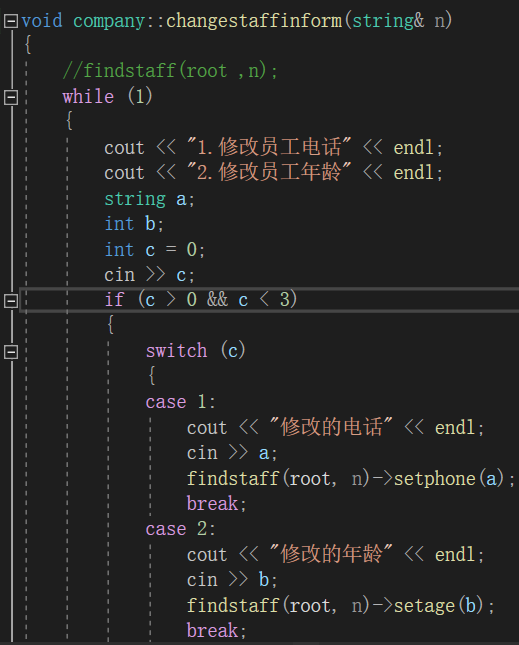 void company::changestaffinform(string& n)
{
//findstaff(root ,n);
while (1)
{
cout << "1.修改员工电话" << endl;
cout << "2.修改员工年龄" << endl;
string a;
int b;
int c = 0;
cin >> c;
if (c > 0 && c < 3)
{
switch (c)
{
case 1:
cout << "修改的电话" << endl;
cin >> a;
findstaff(root, n)->setphone(a);
break;
case 2:
cout << "修改的年龄" << endl;
cin >> b;
findstaff(root, n)->setage(b);
break;